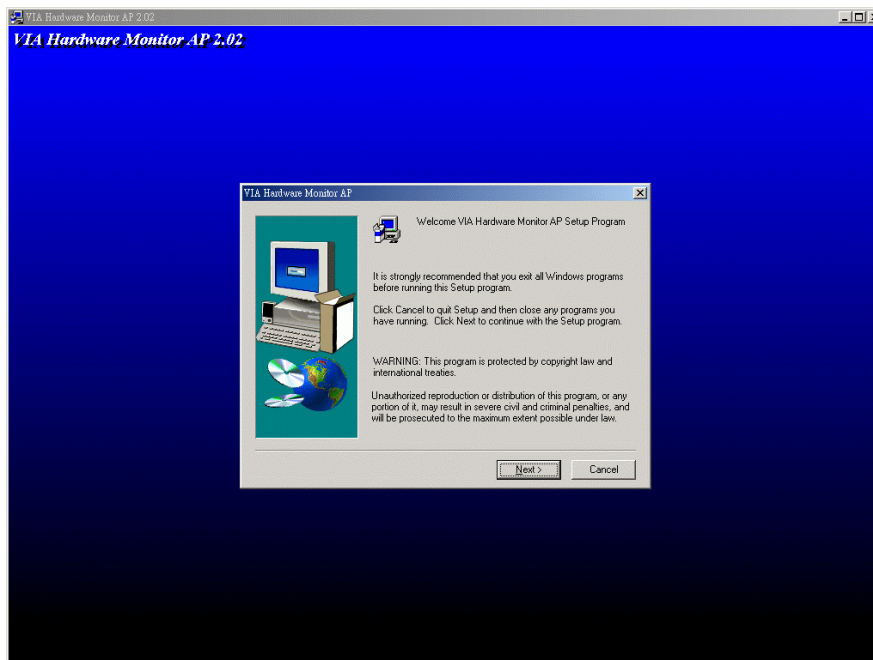 VIA Hardware Monitor AP 2.02
VIA Hardware Monitor AP 2.02
VIA Hardware Monitor AP
Welcome VIA Hardware Monitor AP Setup Program
It is strongly recommended that you exit all Windows programs
before running this Setup program.
Click Cancel to quit Setup and then close any programs you
have running. Click Next to continue with the Setup program.
WARNING: This program is protected by copyright law and
international treaties.
Unauthorized reproduction or distribution of this program, or any
portion of it, may result in severe civil and criminal penalties, and
will be prosecuted to the maximum extent possible under law.
Next >
Cancel